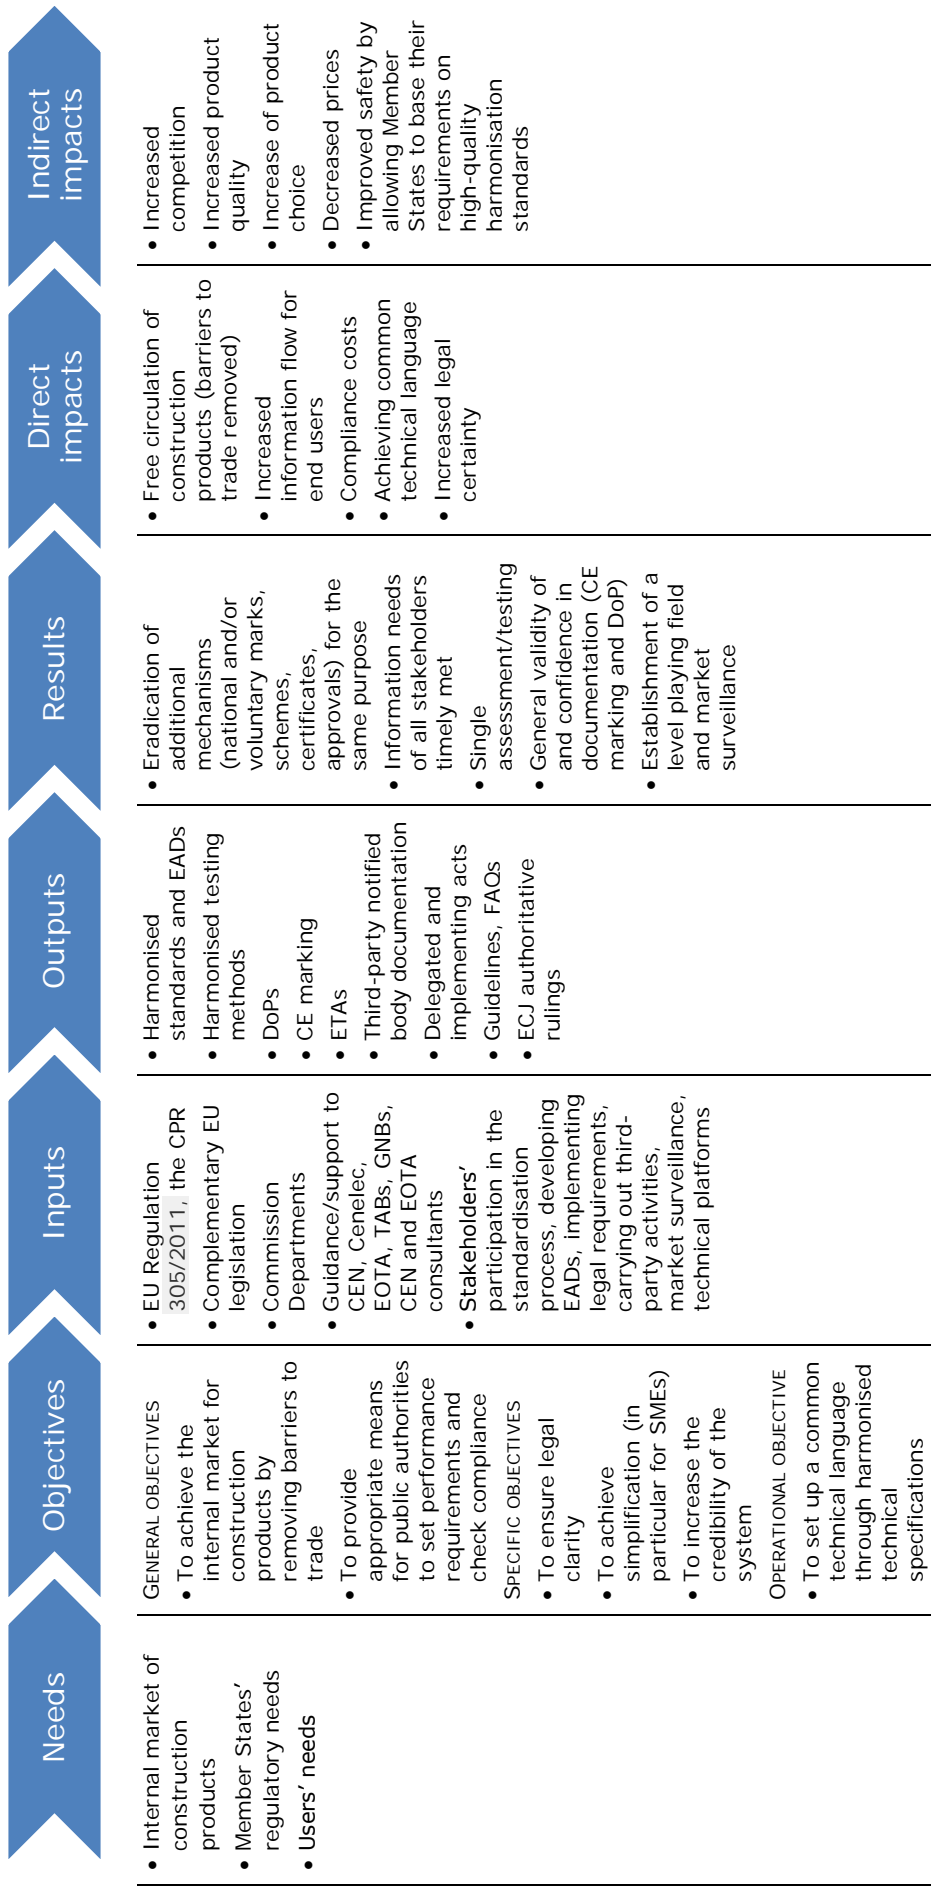 Needs
• Internal market of
construction
products
• Member States'
regulatory needs
• Users' needs
Objectives
GENERAL OBJECTIVES
• To achieve the
internal market for
construction
products by
removing barriers to
trade
• To provide
appropriate means
for public authorities
to set performance
requirements and
check compliance
SPECIFIC OBJECTIVES
• To ensure legal
clarity
• To achieve
simplification (in
particular for SMEs)
• To increase the
credibility of the
system
OPERATIONAL OBJECTIVE
• To set up a common
technical language
through harmonised
technical
specifications
Inputs
• EU Regulation
305/2011, the CPR
• Complementary EU
legislation
• Commission
Departments
• Guidance/support to
CEN, Cenelec,
EOTA, TABs, GNBs,
CEN and EOTA
consultants
• Stakeholders'
participation in the
standardisation
process, developing
EADs, implementing
legal requirements,
carrying out third-
party activities,
market surveillance,
technical platforms
Outputs
• Harmonised
standards and EADs
• Harmonised testing
methods
• DoPs
• CE marking
• ETAs
• Third-party notified
body documentation
• Delegated and
implementing acts
• Guidelines, FAQs
• ECJ authoritative
rulings
Results
• Eradication of
additional
mechanisms
(national and/or
voluntary marks,
schemes,
certificates,
approvals) for the
same purpose
• Information needs
of all stakeholders
timely met
• Single
assessment/testing
• General validity of
and confidence in
documentation (CE
marking and DoP)
• Establishment of a
level playing field
and market
surveillance
Direct
impacts
• Free circulation of
construction
products (barriers to
trade removed)
• Increased
information flow for
end users
• Compliance costs
• Achieving common
technical language
• Increased legal
certainty
Indirect
impacts
• Increased
competition
• Increased product
quality
• Increase of product
choice
• Decreased prices
• Improved safety by
allowing Member
States to base their
requirements on
high-quality
harmonisation
standards